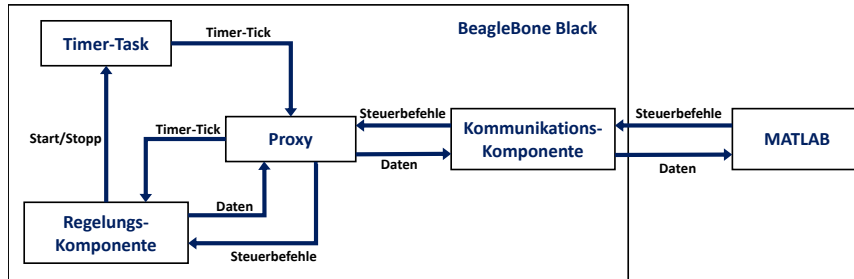 BeagleBone Black
Timer-Task
Timer-Tick
Start/Stopp
Timer-Tick
Proxy
Steuerbefehle
Kommunikations-
Komponente
Steuerbefehle
MATLAB
Daten
Daten
Regelungs-
Komponente
Daten
Steuerbefehle